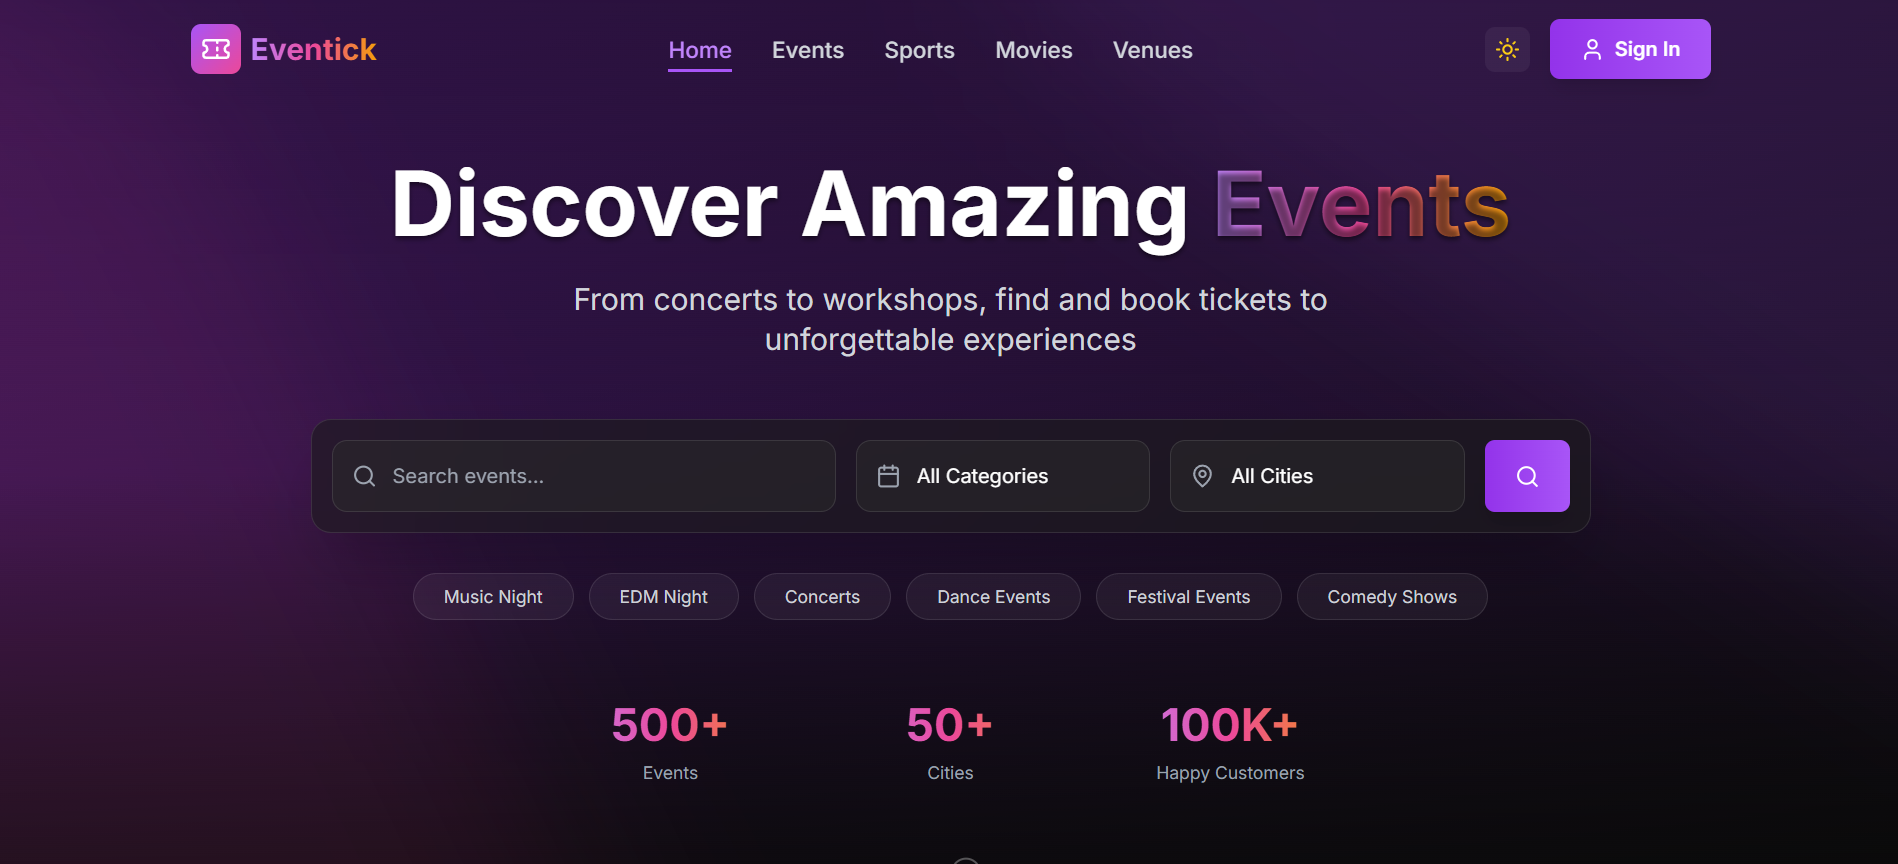 Eventick
Home
Events
Sports
Movies
Venues
Sign In
Discover Amazing Events
From concerts to workshops, find and book tickets to
unforgettable experiences
Search events...
All Categories
All Cities
Music Night
EDM Night
Concerts
Dance Events
Festival Events
Comedy Shows
500+
Events
50+
Cities
100K+
Happy Customers